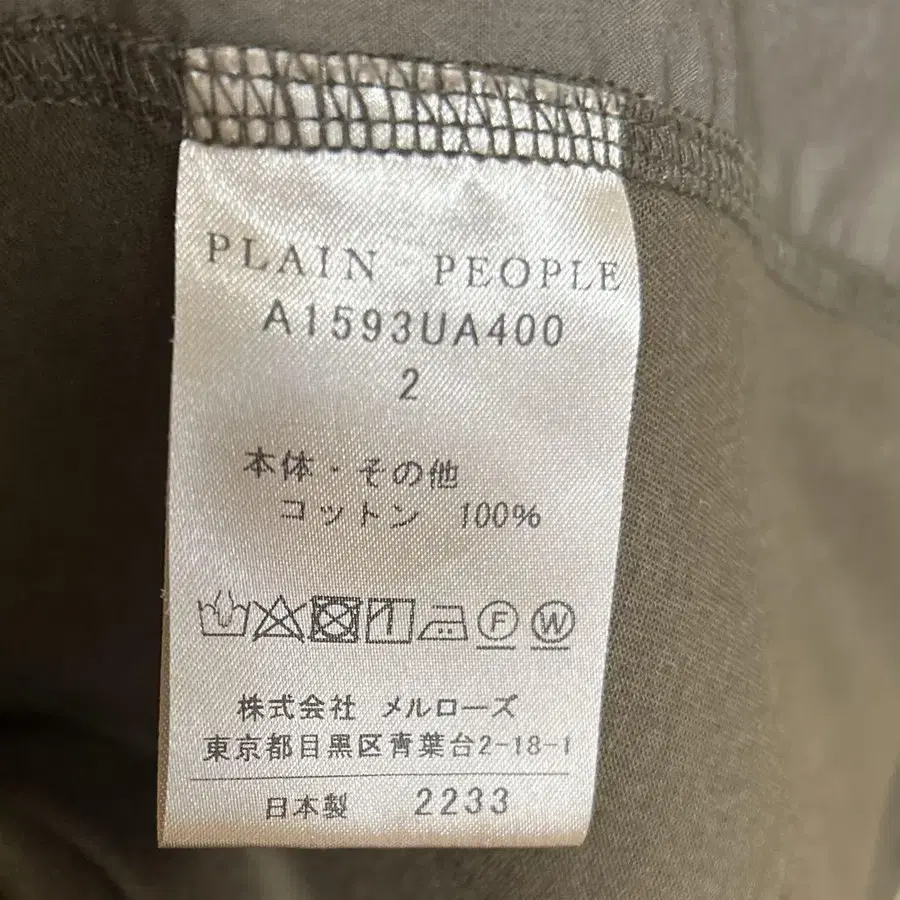 PLAIN PEOPLE
A1593UA400
2
本体・その他
コットン 100%
F W
株式会社 メルローズ
東京都目黒区青葉台2-18-1
日本製 2233